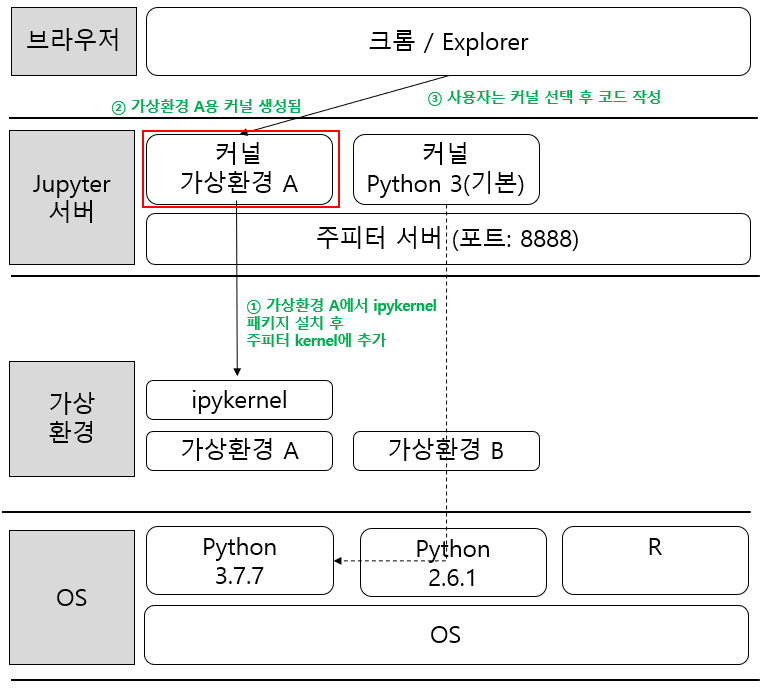 브라우저
크롬 / Explorer
② 가상환경 A용 커널 생성됨
③ 사용자는 커널 선택 후 코드 작성
Jupyter
서버
커널
가상환경 A
커널
Python 3(기본)
주피터 서버 (포트: 8888)
① 가상환경 A에서 ipykernel
패키지 설치 후
주피터 kernel에 추가
가상
환경
ipykernel
가상환경 A
가상환경 B
OS
Python
3.7.7
Python
2.6.1
R
OS